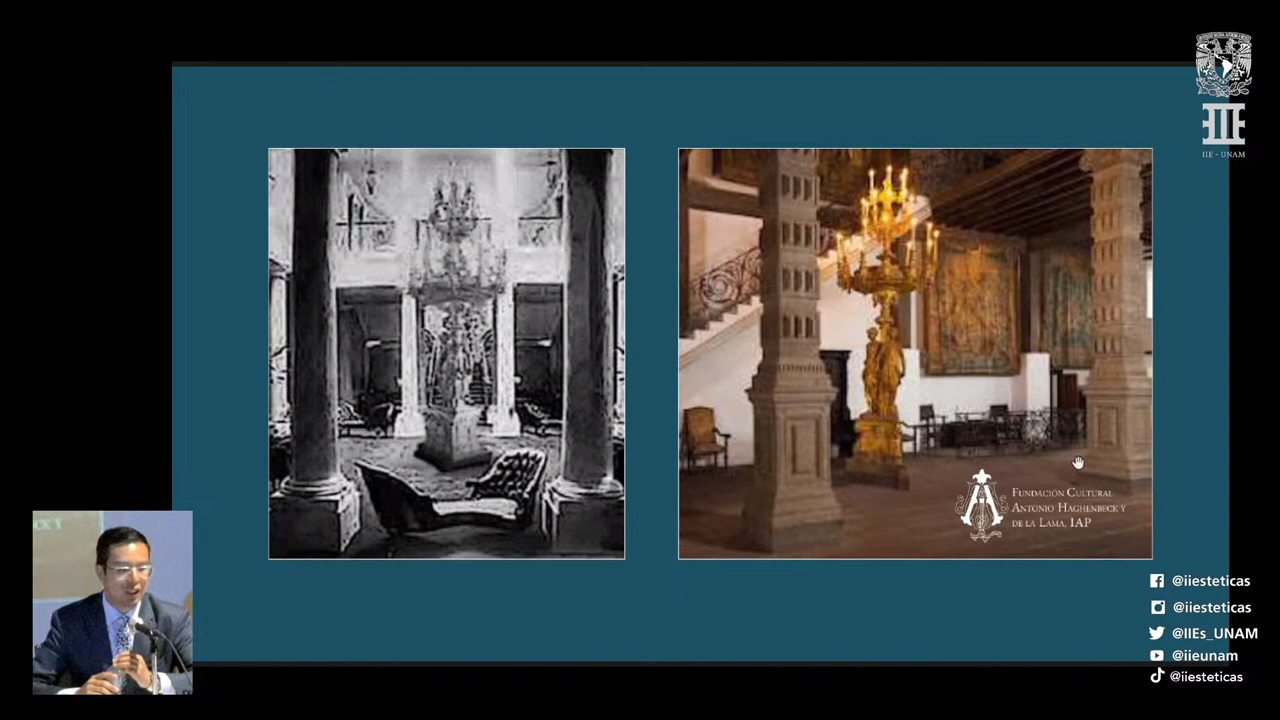 IIE - UNAM
Fundación Cultural
Antonio Haghenbeck y
de la Lama, IAP
@iiesteticas
@iiesteticas
@IIEs_UNAM
@iieunam
@iiesteticas